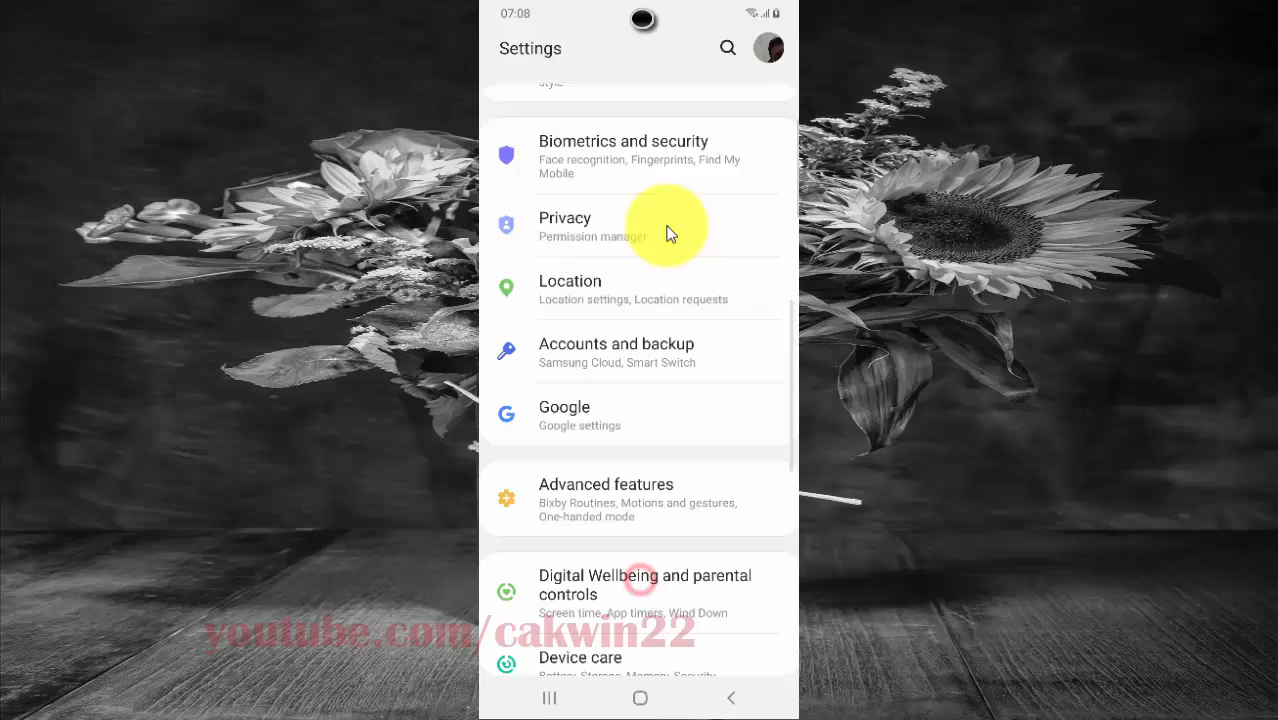 07:08
Settings
style
Biometrics and security
Face recognition, Fingerprints, Find My
Mobile
Privacy
Permission manager
Location
Location settings, Location requests
Accounts and backup
Samsung Cloud, Smart Switch
Google
Google settings
Advanced features
Bixby Routines, Motions and gestures,
One-handed mode
Digital Wellbeing and parental
controls
Screen time, App timers, Wind Down
youtube.com/cakwin22
Device care
Battery, Storage, Memory, Security